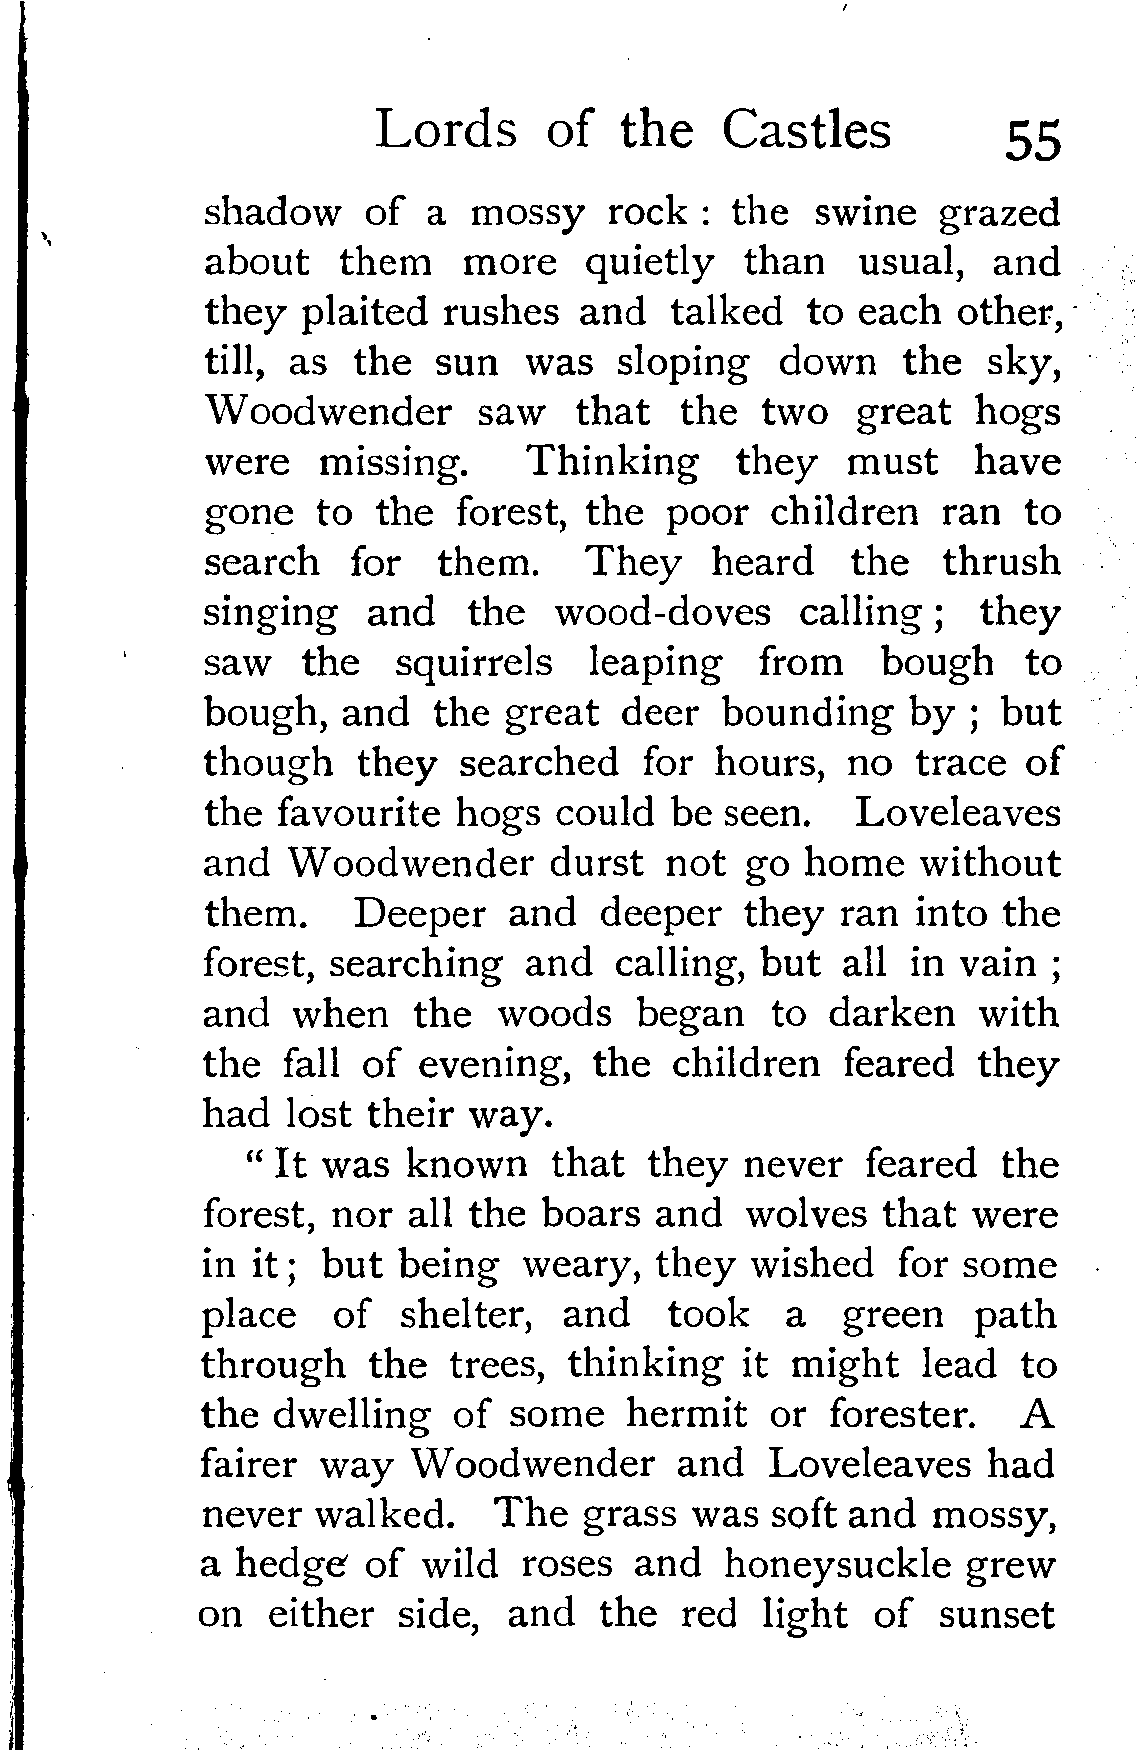 Lords of the Castles 55
shadow of a mossy rock : the swine grazed
about them more quietly than usual, and
they plaited rushes and talked to each other,
till, as the sun was sloping down the sky,
Woodwender saw that the two great hogs
were missing. Thinking they must have
gone to the forest, the poor children ran to
search for them. They heard the thrush
singing and the wood-doves calling ; they
saw the squirrels leaping from bough to
bough, and the great deer bounding by ; but
though they searched for hours, no trace of
the favourite hogs could be seen. Loveleaves
and Woodwender durst not go home without
them. Deeper and deeper they ran into the
forest, searching and calling, but all in vain ;
and when the woods began to darken with
the fall of evening, the children feared they
had lost their way.
“ It was known that they never feared the
forest, nor all the boars and wolves that were
in it ; but being weary, they wished for some
place of shelter, and took a green path
through the trees, thinking it might lead to
the dwelling of some hermit or forester. A
fairer way Woodwender and Loveleaves had
never walked. The grass was soft and mossy,
a hedge of wild roses and honeysuckle grew
on either side, and the red light of sunset